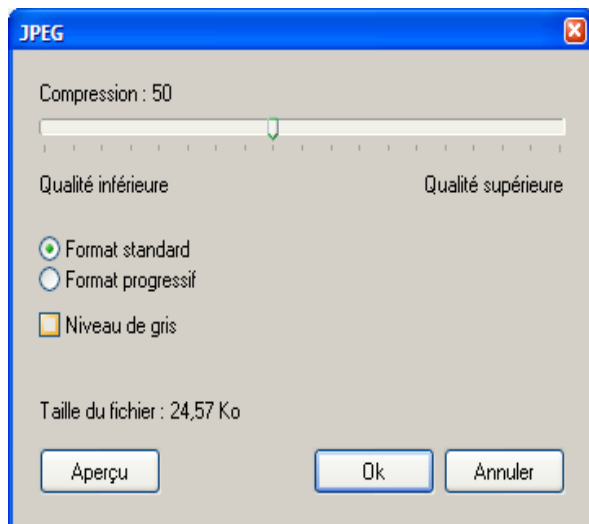 JPEG
Compression : 50
Qualité inférieure Qualité supérieure
Format standard
Format progressif
Niveau de gris
Taille du fichier : 24,57 Ko
Aperçu Ok Annuler